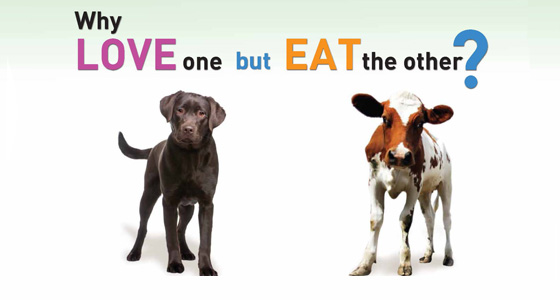 Why
LOVE one but EAT the other?